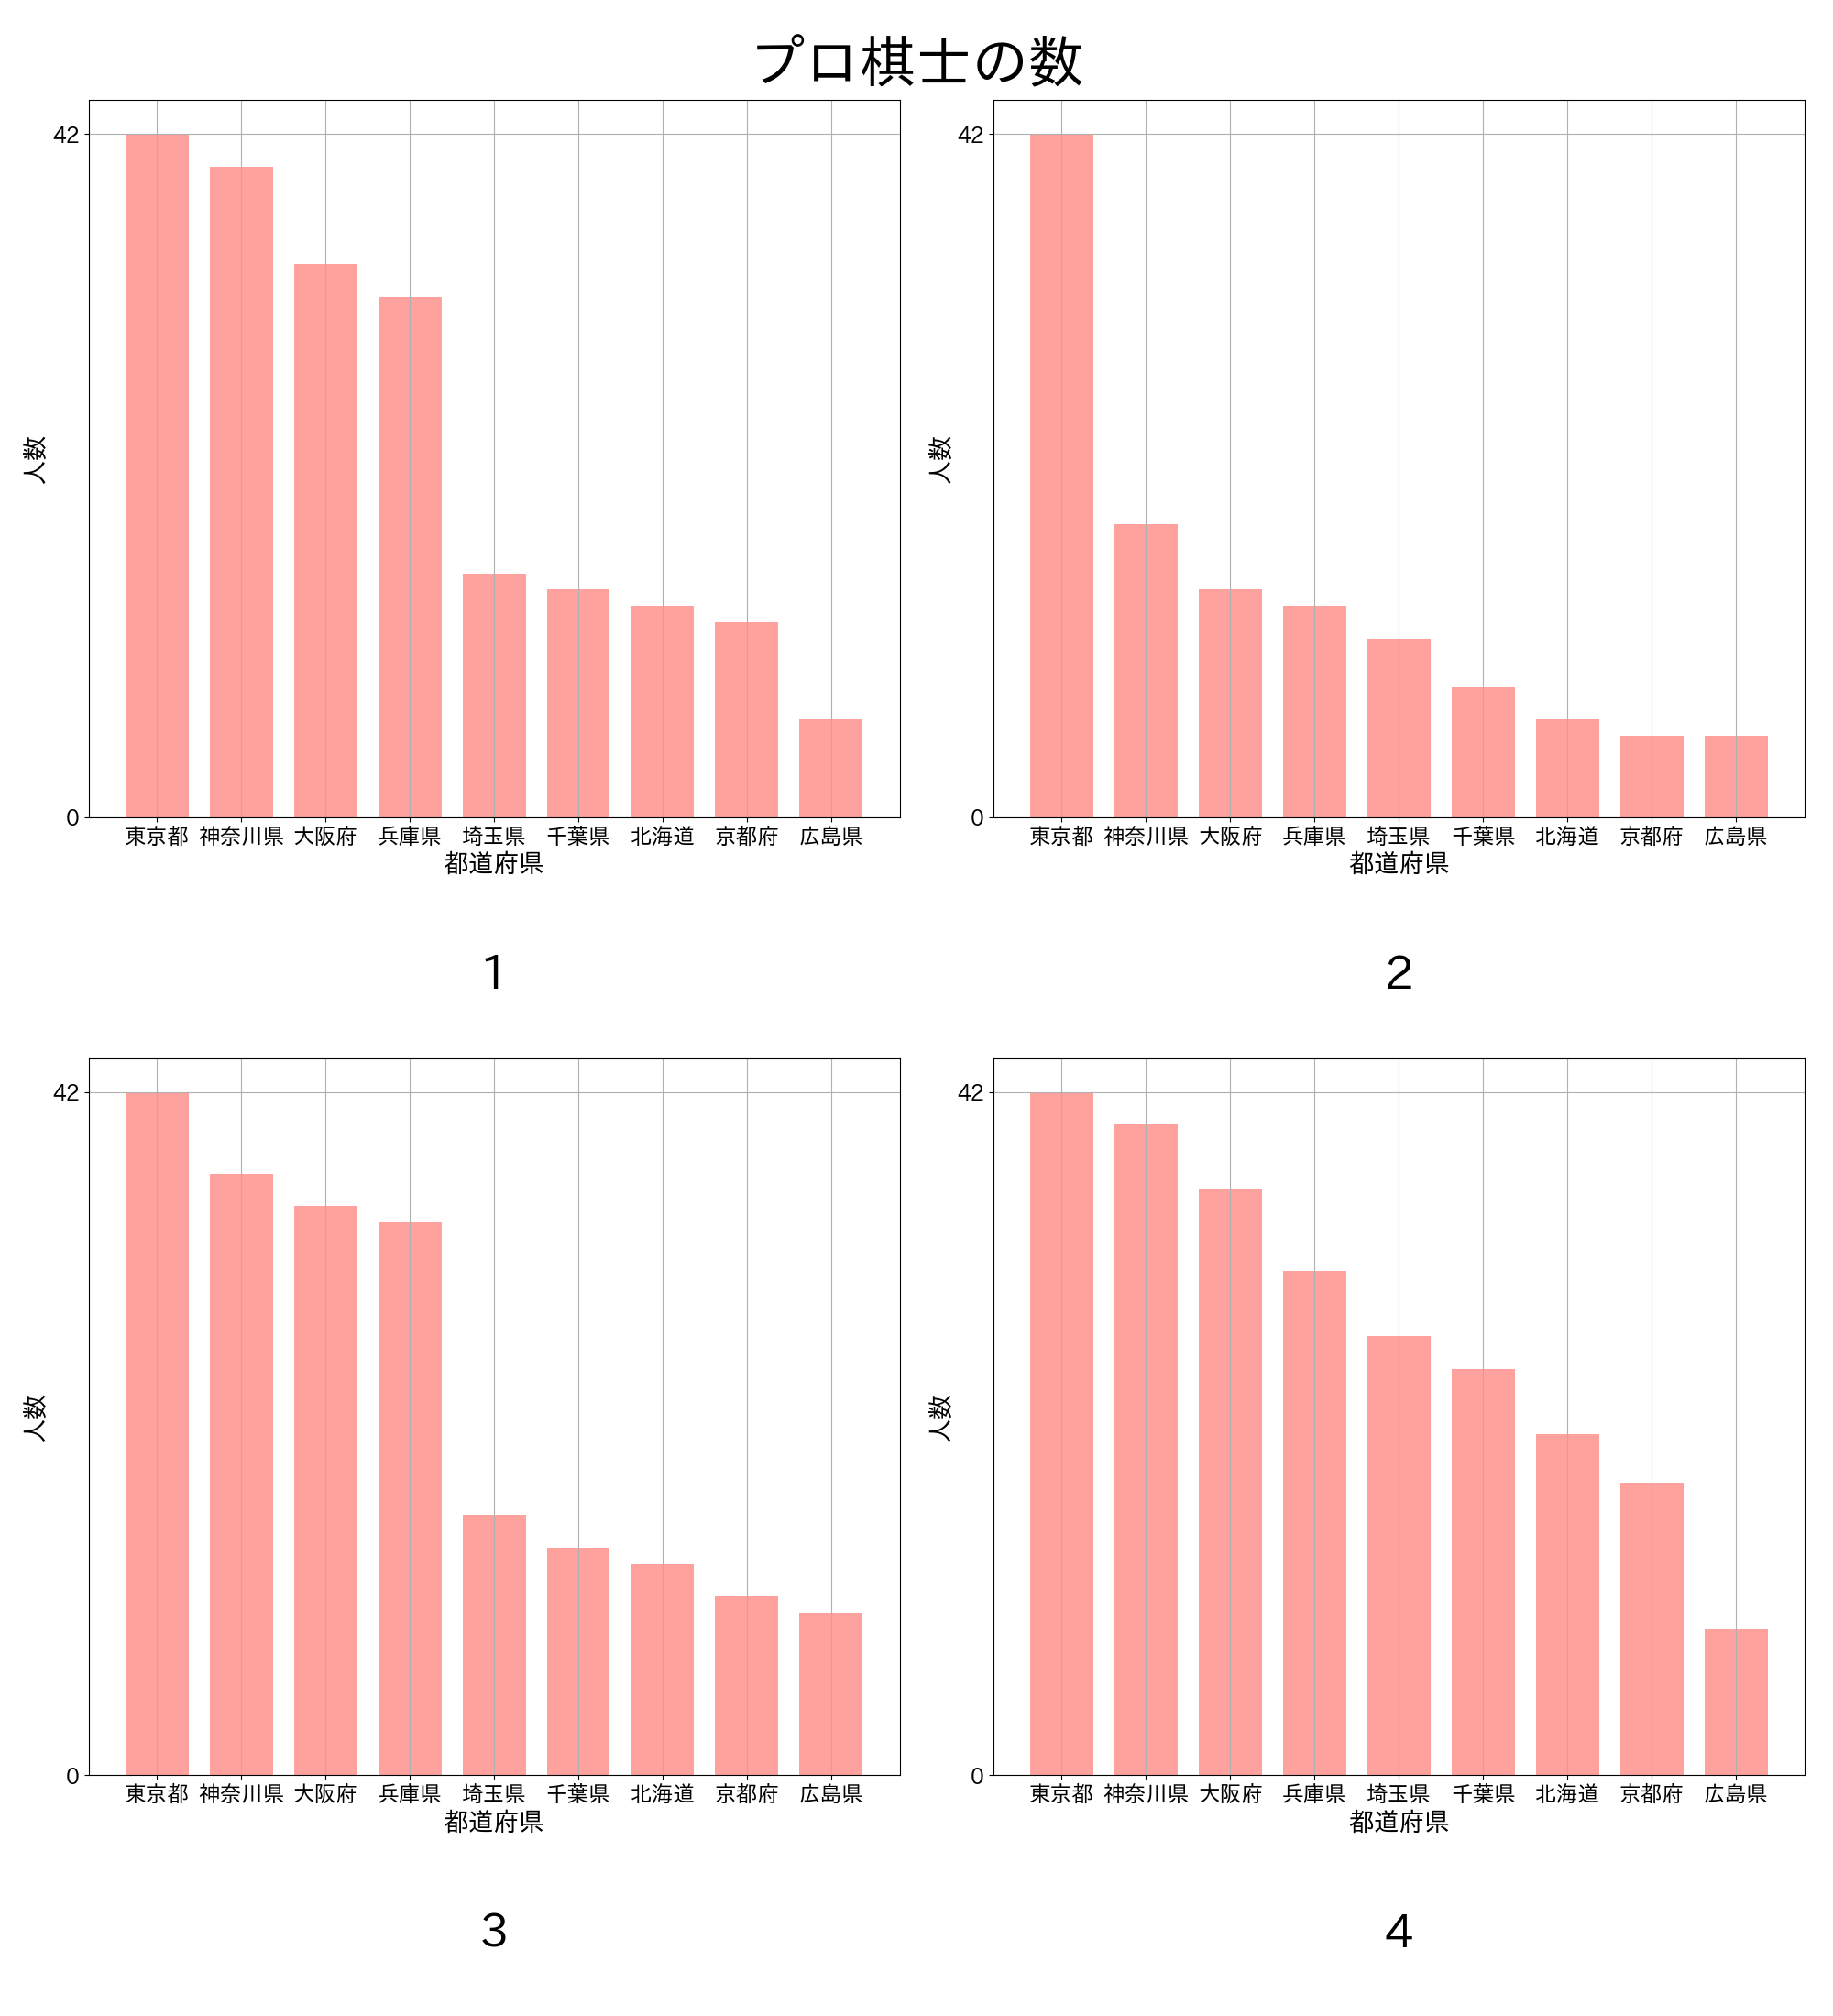 プロ棋士の数
42
0
人数
東京都 神奈川県 大阪府 兵庫県 埼玉県 千葉県 北海道 京都府 広島県
都道府県
1
42
0
人数
東京都 神奈川県 大阪府 兵庫県 埼玉県 千葉県 北海道 京都府 広島県
都道府県
2
42
0
人数
東京都 神奈川県 大阪府 兵庫県 埼玉県 千葉県 北海道 京都府 広島県
都道府県
3
42
0
人数
東京都 神奈川県 大阪府 兵庫県 埼玉県 千葉県 北海道 京都府 広島県
都道府県
4